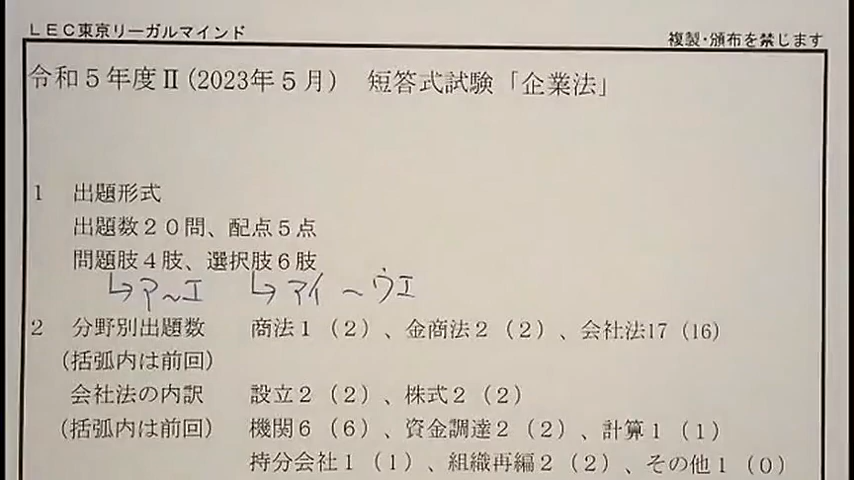 LEC東京リーガルマインド
複製・頒布を禁じます
令和5年度Ⅱ(2023年5月) 短答式試験「企業法」
1 出題形式
出題数20問、配点5点
問題肢4肢、選択肢6肢
↳ア~エ ↳アイ~ウエ
2 分野別出題数 商法1(2)、金商法2(2)、会社法17(16)
(括弧内は前回)
会社法の内訳 設立2(2)、株式2(2)
(括弧内は前回) 機関6(6)、資金調達2(2)、計算1(1)
持分会社1(1)、組織再編2(2)、その他1(0)